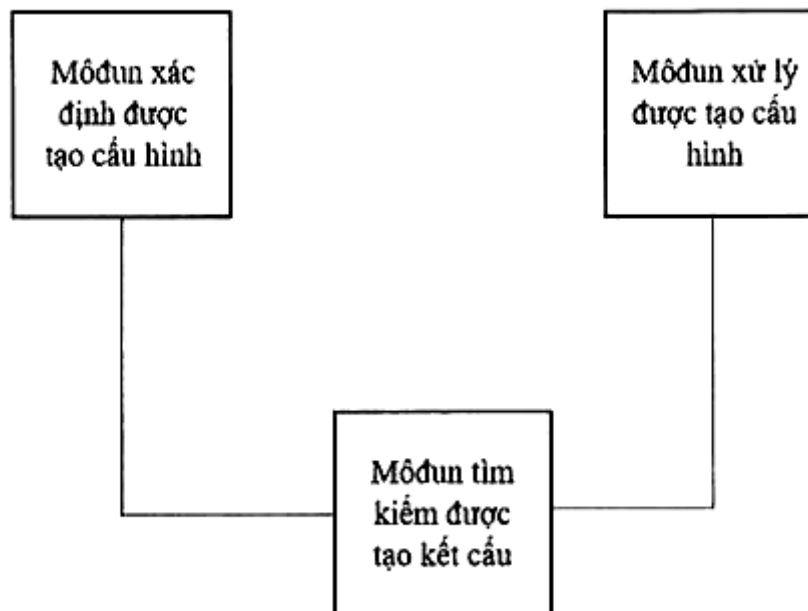 Môđun xác
định được
tạo cấu hình
Môđun xử lý
được tạo cấu
hình
Môđun tìm
kiếm được
tạo kết cấu